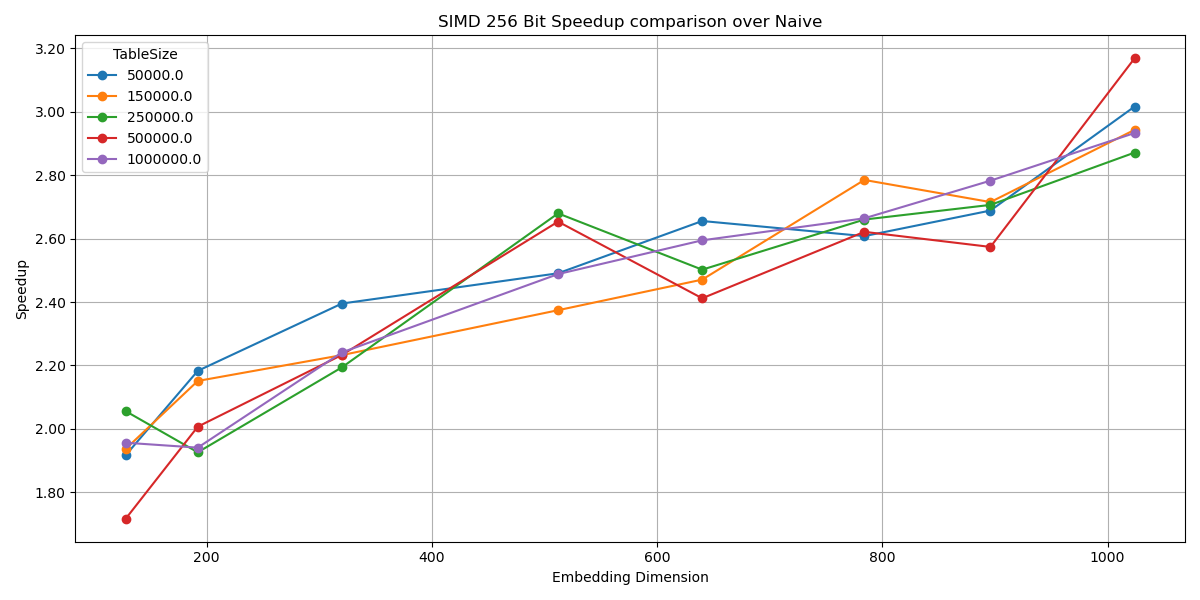 SIMD 256 Bit Speedup comparison over Naive
TableSize
50000.0
150000.0
250000.0
500000.0
1000000.0
3.20
3.00
2.80
2.60
2.40
2.20
2.00
1.80
Speedup
200 400 600 800 1000
Embedding Dimension